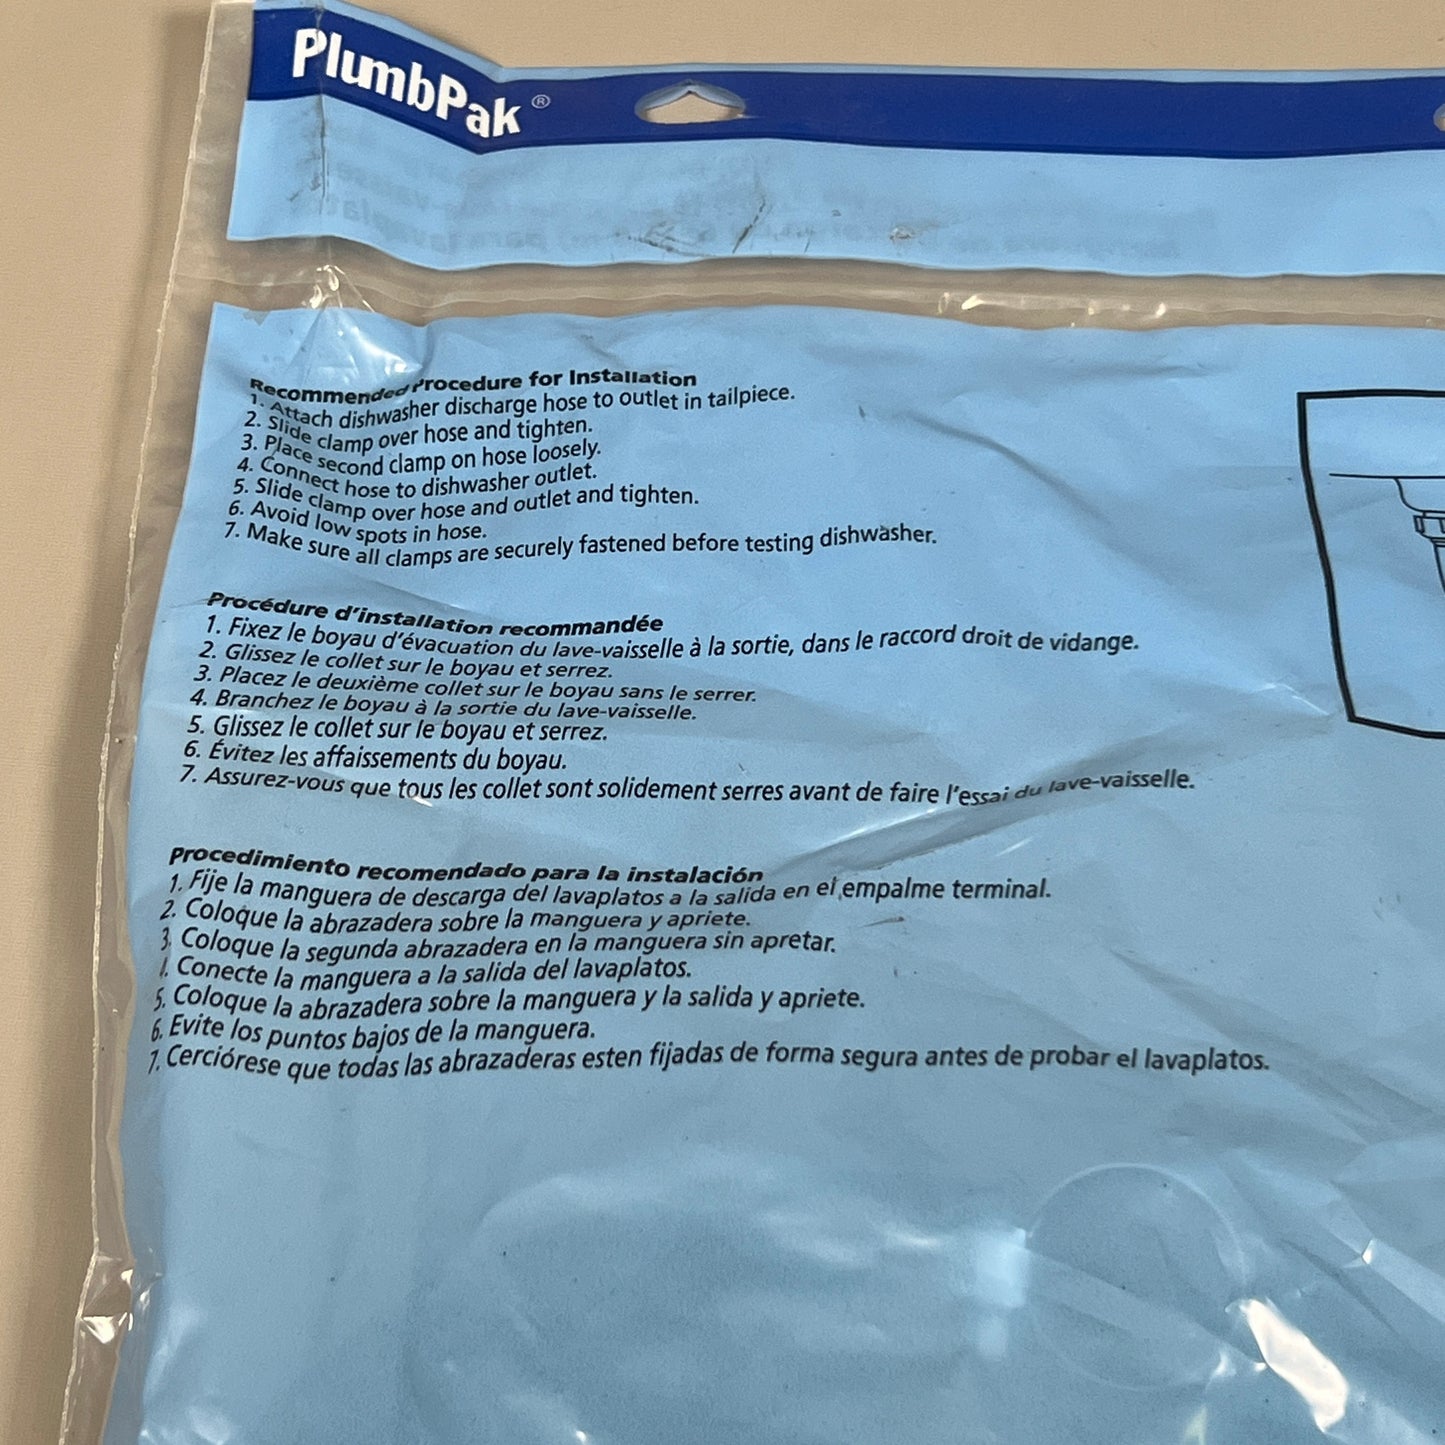 PlumbPak®
Recommended Procedure for Installation
1. Attach dishwasher discharge hose to outlet in tailpiece.
2. Slide clamp over hose and tighten.
3. Place second clamp on hose loosely.
4. Connect hose to dishwasher outlet.
5. Slide clamp over hose and outlet and tighten.
6. Avoid low spots in hose.
7. Make sure all clamps are securely fastened before testing dishwasher.
Procédure d'installation recommandée
1. Fixez le boyau d'évacuation du lave-vaisselle à la sortie, dans le raccord droit de vidange.
2. Glissez le collet sur le boyau et serrez.
3. Placez le deuxième collet sur le boyau sans le serrer.
4. Branchez le boyau à la sortie du lave-vaisselle.
5. Glissez le collet sur le boyau et serrez.
6. Évitez les affaissements du boyau.
7. Assurez-vous que tous les collet sont solidement serres avant de faire l'essai du lave-vaisselle.
Procedimiento recomendado para la instalación
1. Fije la manguera de descarga del lavaplatos a la salida en el empalme terminal.
2. Coloque la abrazadera sobre la manguera y apriete.
3. Coloque la segunda abrazadera en la manguera sin apretar.
4. Conecte la manguera a la salida del lavaplatos.
5. Coloque la abrazadera sobre la manguera y la salida y apriete.
6. Evite los puntos bajos de la manguera.
7. Cerciórese que todas las abrazaderas esten fijadas de forma segura antes de probar el lavaplatos.